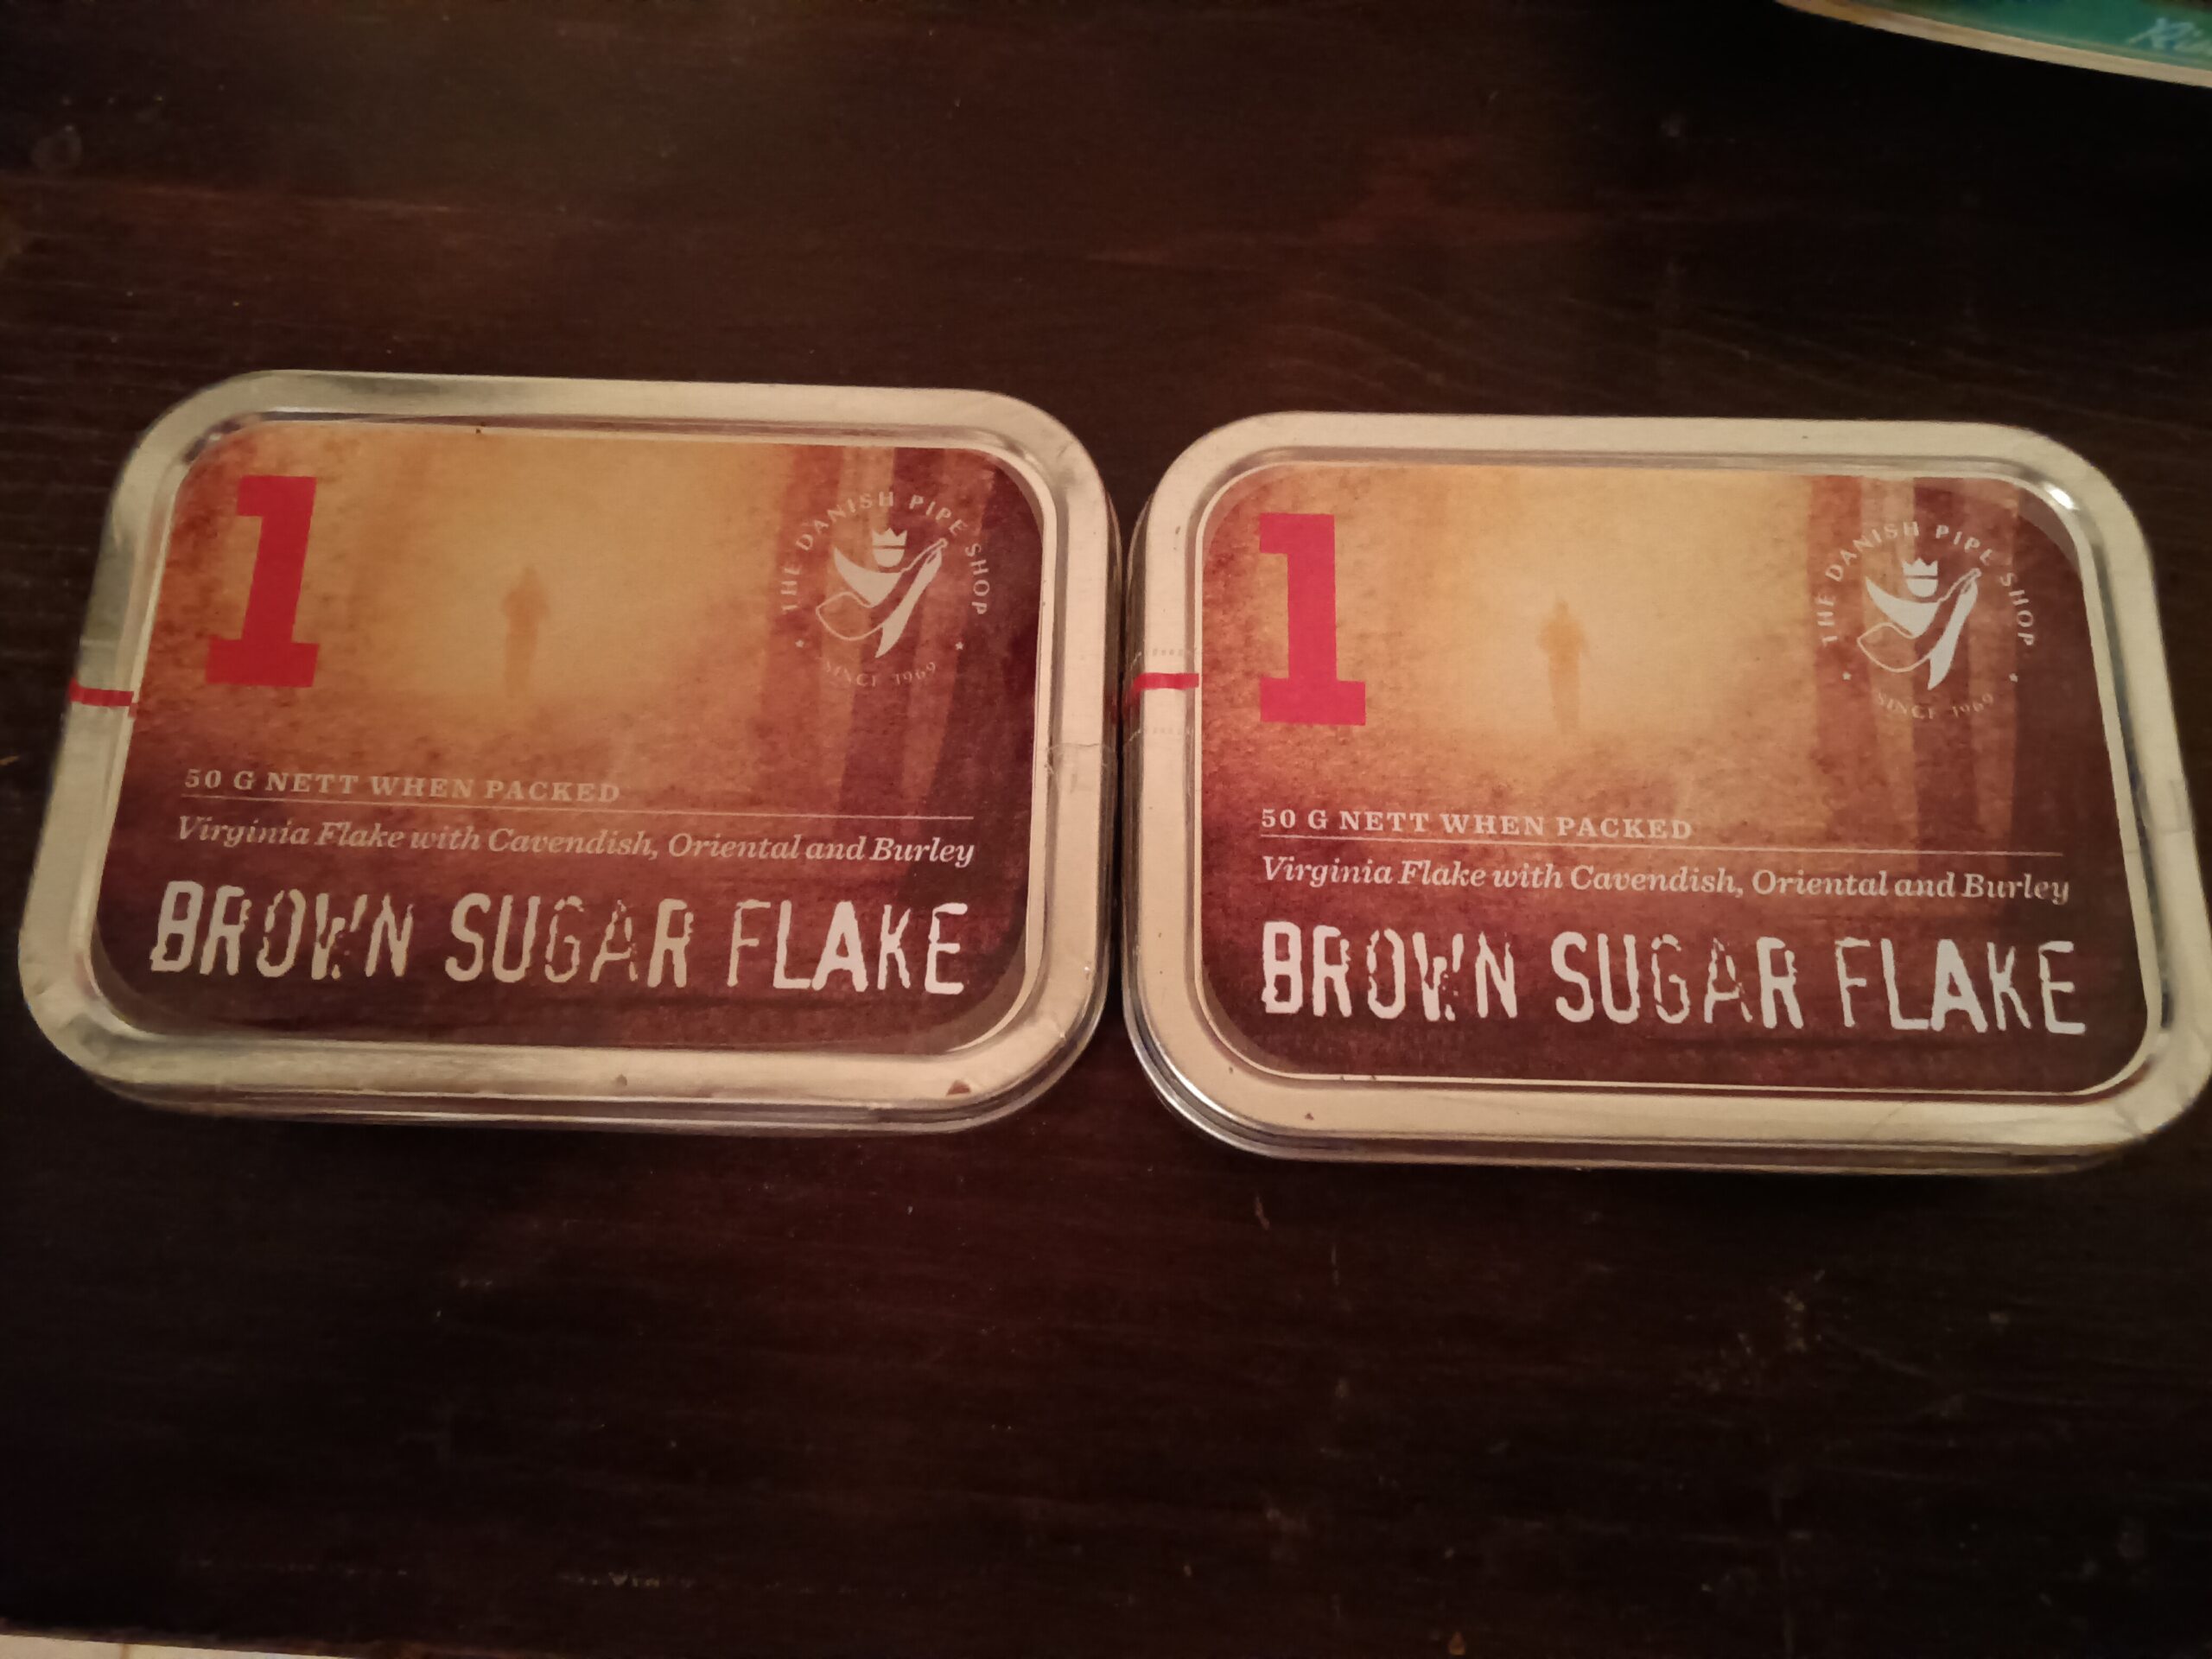 1
THE DANISH PIPE SHOP
SINCE 1969
50 G NETT WHEN PACKED
Virginia Flake with Cavendish, Oriental and Burley
BROWN SUGAR FLAKE
1
THE DANISH PIPE SHOP
SINCE 1969
50 G NETT WHEN PACKED
Virginia Flake with Cavendish, Oriental and Burley
BROWN SUGAR FLAKE